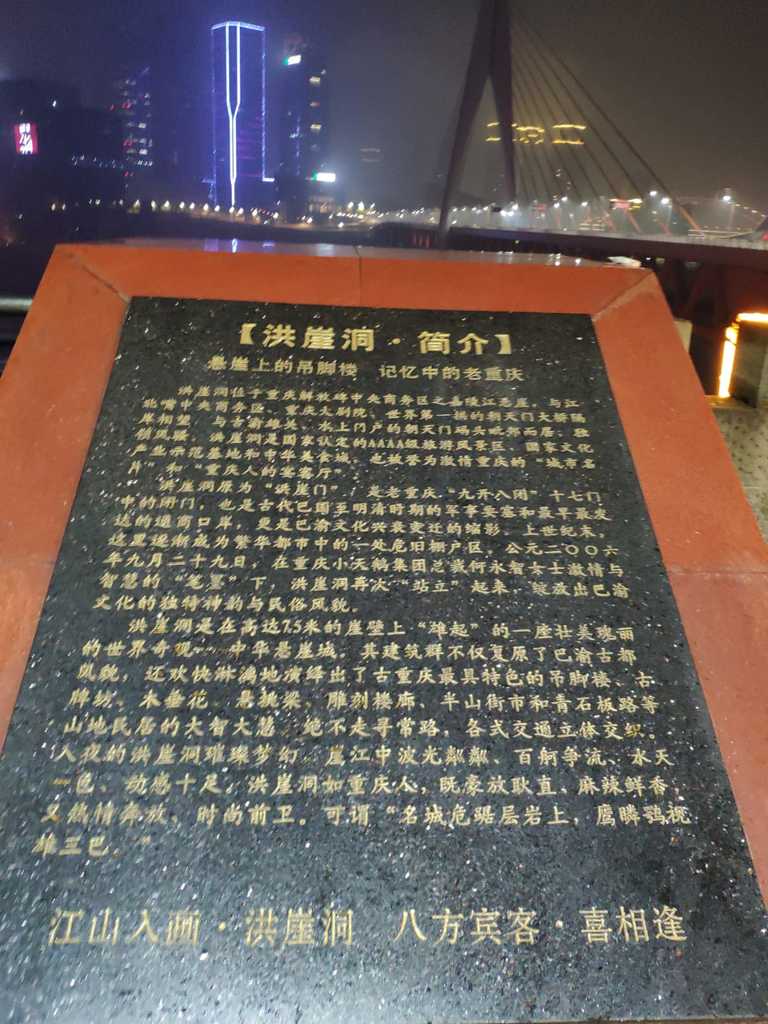 【洪崖洞·简介】
悬崖上的吊脚楼 记忆中的老重庆
洪崖洞位于重庆解放碑中央商务区之嘉陵江悬崖，与江
北嘴中央商务区、重庆大剧院、世界第一拱的朝天门大桥隔
岸相望，与古渝雄关、水上门户的朝天门码头毗邻而居，独
领风骚。洪崖洞是国家认定的AAAA级旅游风景区、国家文化
产业示范基地和中华美食城，也被誉为激情重庆的“城市名
片”和“重庆人的宴客厅”。
洪崖洞原为“洪崖门”，是老重庆“九开八闭”十七门
中的闭门，也是古代巴国至明清时期的军事要塞和最早最发
达的通商口岸，更是巴渝文化兴衰变迁的缩影。上世纪末，
这里逐渐成为繁华都市中的一处危旧棚户区，公元二〇〇六
年九月二十九日，在重庆小天鹅集团总裁何永智女士激情与
智慧的“笔墨”下，洪崖洞再次“站立”起来，绽放出巴渝
文化的独特神韵与民俗风貌。
洪崖洞是在高达75米的崖壁上“雄起”的一座壮美瑰丽
的世界奇观——中华悬崖城。其建筑群不仅复原了巴渝古都
风貌，还欢快淋漓地演绎出了古重庆最具特色的吊脚楼、古
牌坊、木垂花、悬挑梁、雕刻楼廊、半山街市和青石板路等
山地民居的大智大慧，绝不走寻常路，各式交通立体交织。
入夜的洪崖洞璀璨梦幻，崖江中波光粼粼、百舸争流、水天
一色、动感十足。洪崖洞如重庆人，既豪放耿直、麻辣鲜香，
又热情奔放，时尚前卫。可谓“名城危踞层岩上，鹰瞵鹗视
雄三巴。”
江山入画·洪崖洞 八方宾客·喜相逢